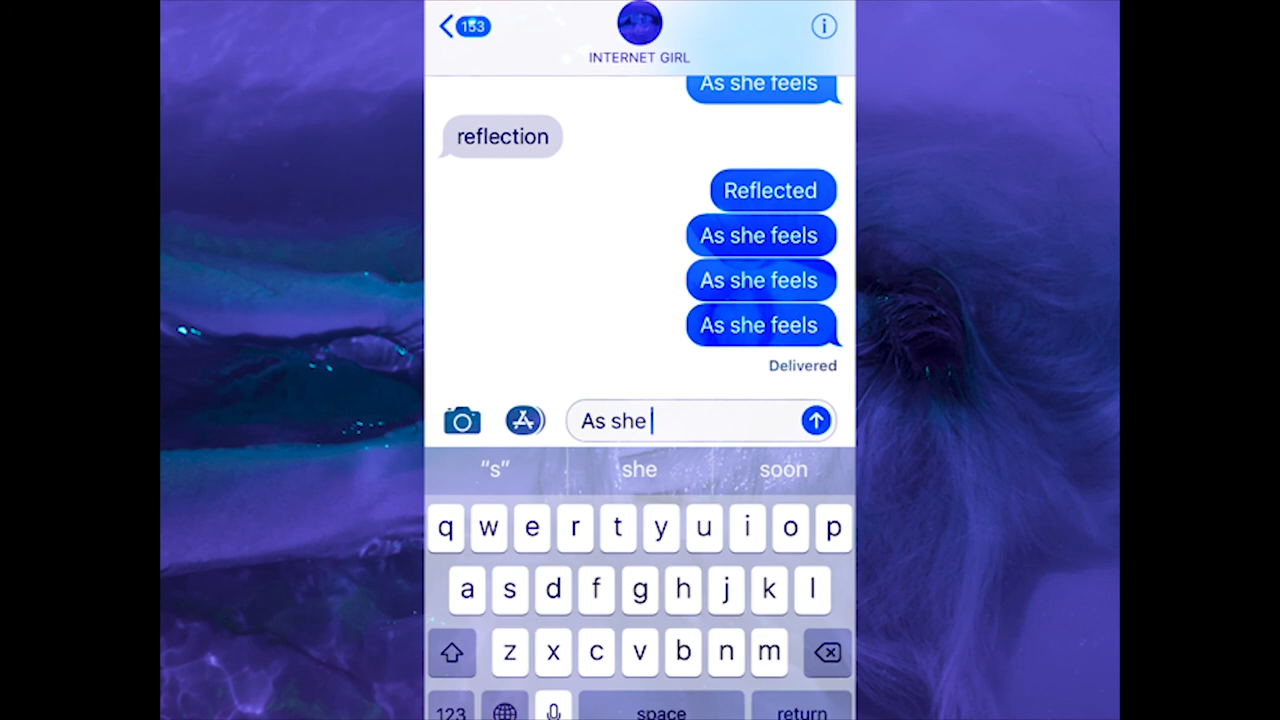 153
INTERNET GIRL
As she feels
reflection
Reflected
As she feels
As she feels
As she feels
Delivered
As she
“s” she soon
q w e r t y u i o p
a s d f g h j k l
z x c v b n m
123 space return